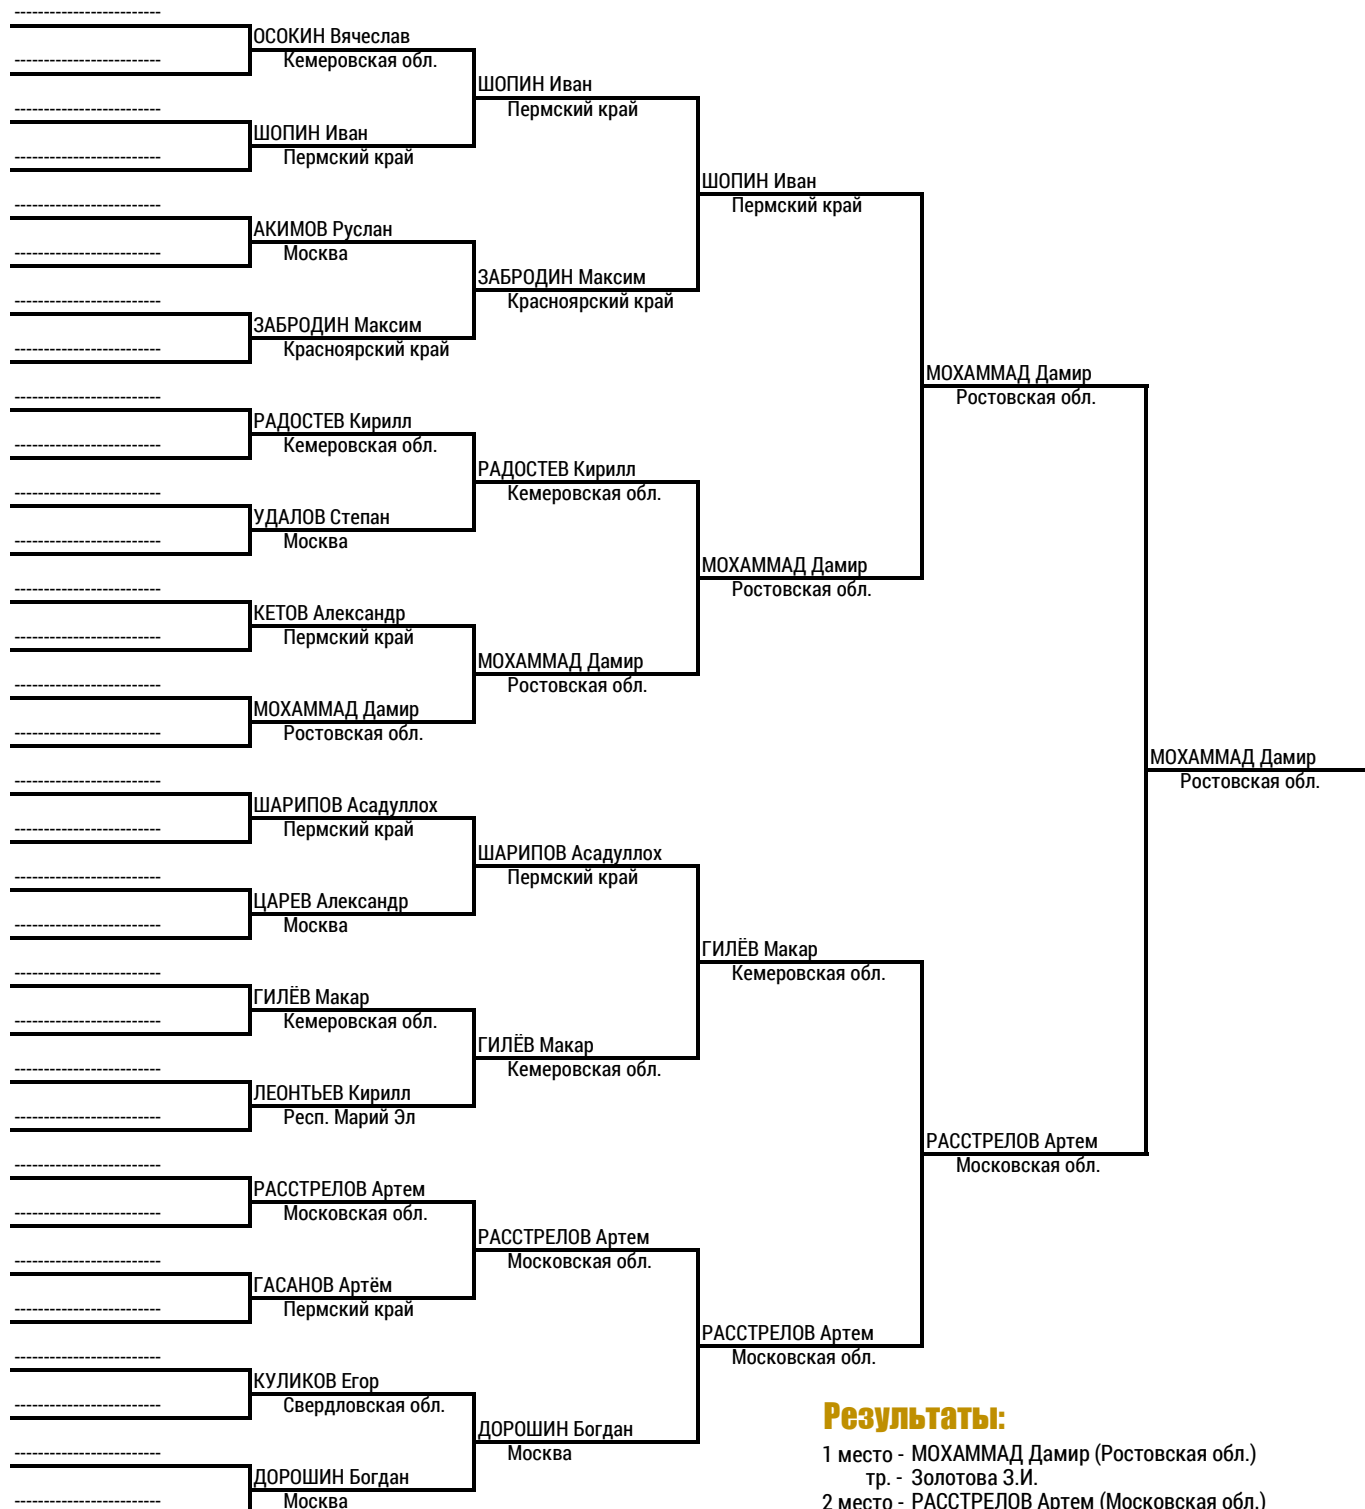 -------------------------
ОСОКИН Вячеслав
-------------------------
Кемеровская обл.
ШОПИН Иван
-------------------------
Пермский край
ШОПИН Иван
-------------------------
Пермский край
ШОПИН Иван
-------------------------
Пермский край
АКИМОВ Руслан
-------------------------
Москва
ЗАБРОДИН Максим
-------------------------
Красноярский край
ЗАБРОДИН Максим
-------------------------
Красноярский край
МОХАММАД Дамир
-------------------------
Ростовская обл.
РАДОСТЕВ Кирилл
-------------------------
Кемеровская обл.
РАДОСТЕВ Кирилл
-------------------------
Кемеровская обл.
УДАЛОВ Степан
-------------------------
Москва
МОХАММАД Дамир
-------------------------
Ростовская обл.
КЕТОВ Александр
-------------------------
Пермский край
МОХАММАД Дамир
-------------------------
Ростовская обл.
МОХАММАД Дамир
-------------------------
Ростовская обл.
МОХАММАД Дамир
-------------------------
Ростовская обл.
ШАРИПОВ Асадуллох
-------------------------
Пермский край
ШАРИПОВ Асадуллох
-------------------------
Пермский край
ЦАРЕВ Александр
-------------------------
Москва
ГИЛЁВ Макар
-------------------------
Кемеровская обл.
ГИЛЁВ Макар
-------------------------
Кемеровская обл.
ГИЛЁВ Макар
-------------------------
Кемеровская обл.
ЛЕОНТЬЕВ Кирилл
-------------------------
Респ. Марий Эл
РАССТРЕЛОВ Артем
-------------------------
Московская обл.
РАССТРЕЛОВ Артем
-------------------------
Московская обл.
РАССТРЕЛОВ Артем
-------------------------
Московская обл.
ГАСАНОВ Артём
-------------------------
Пермский край
РАССТРЕЛОВ Артем
-------------------------
Московская обл.
КУЛИКОВ Егор
-------------------------
Свердловская обл.
ДОРОШИН Богдан
-------------------------
Москва
ДОРОШИН Богдан
-------------------------
Москва
Результаты:
1 место - МОХАММАД Дамир (Ростовская обл.)
тр. - Золотова З.И.
2 место - РАССТРЕЛОВ Артем (Московская обл.)